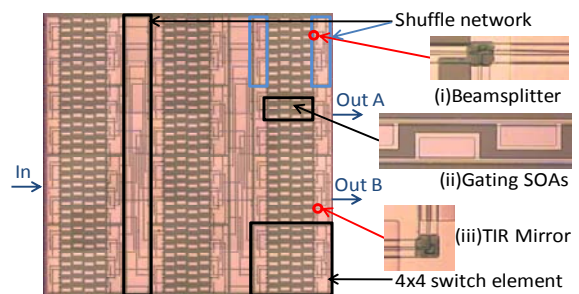 Shuffle network
(i)Beamsplitter
Out A
(ii)Gating SOAs
In
Out B
(iii)TIR Mirror
4x4 switch element